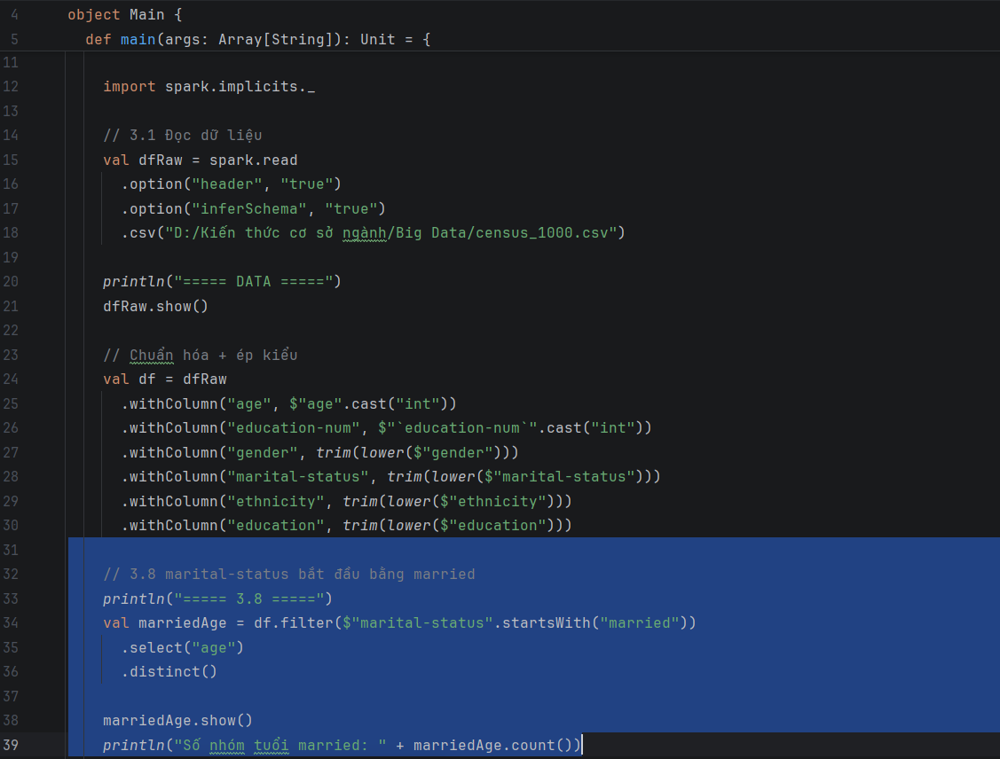 4 object Main {
5 def main(args: Array[String]): Unit = {
11
12 import spark.implicits._
13
14 // 3.1 Đọc dữ liệu
15 val dfRaw = spark.read
16 .option("header", "true")
17 .option("inferSchema", "true")
18 .csv("D:/Kiến thức cơ sở ngành/Big Data/census_1000.csv")
19
20 println("===== DATA =====")
21 dfRaw.show()
22
23 // Chuẩn hóa + ép kiểu
24 val df = dfRaw
25 .withColumn("age", $"age".cast("int"))
26 .withColumn("education-num", $"`education-num`".cast("int"))
27 .withColumn("gender", trim(lower($"gender")))
28 .withColumn("marital-status", trim(lower($"marital-status")))
29 .withColumn("ethnicity", trim(lower($"ethnicity")))
30 .withColumn("education", trim(lower($"education")))
31
32 // 3.8 marital-status bắt đầu bằng married
33 println("===== 3.8 =====")
34 val marriedAge = df.filter($"marital-status".startsWith("married"))
35 .select("age")
36 .distinct()
37
38 marriedAge.show()
39 println("Số nhóm tuổi married: " + marriedAge.count())